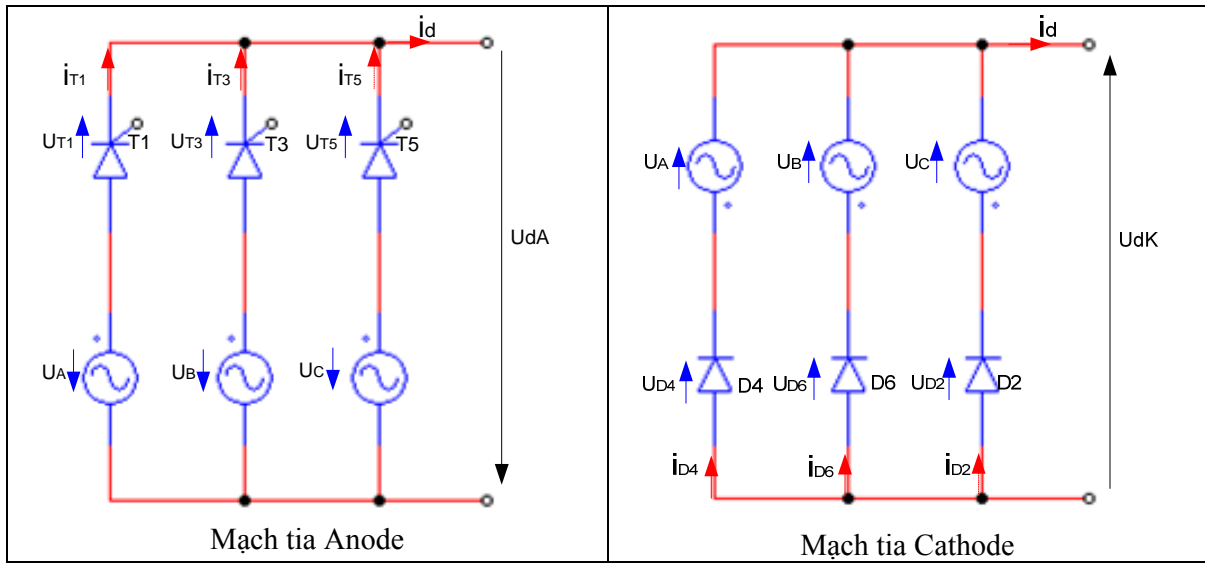 id
iT1
iT3
iT5
UT1
T1
UT3
T3
UT5
T5
UdA
UA
UB
UC
Mạch tia Anode
id
UA
UB
UC
UdK
UD4
D4
UD6
D6
UD2
D2
iD4
iD6
iD2
Mạch tia Cathode